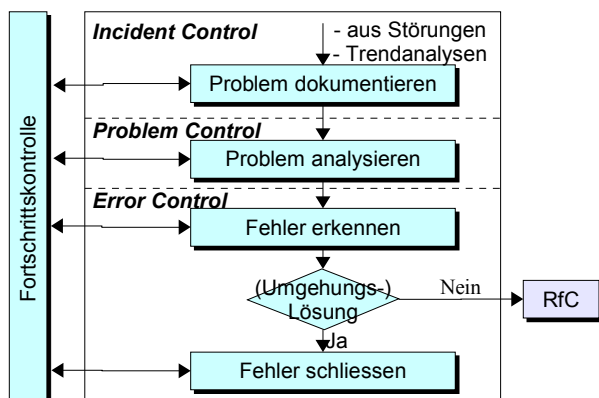 Fortschrittskontrolle
Incident Control
- aus Störungen
- Trendanalysen
Problem dokumentieren
Problem Control
Problem analysieren
Error Control
Fehler erkennen
(Umgehungs-)
Lösung
Nein
RfC
Ja
Fehler schliessen